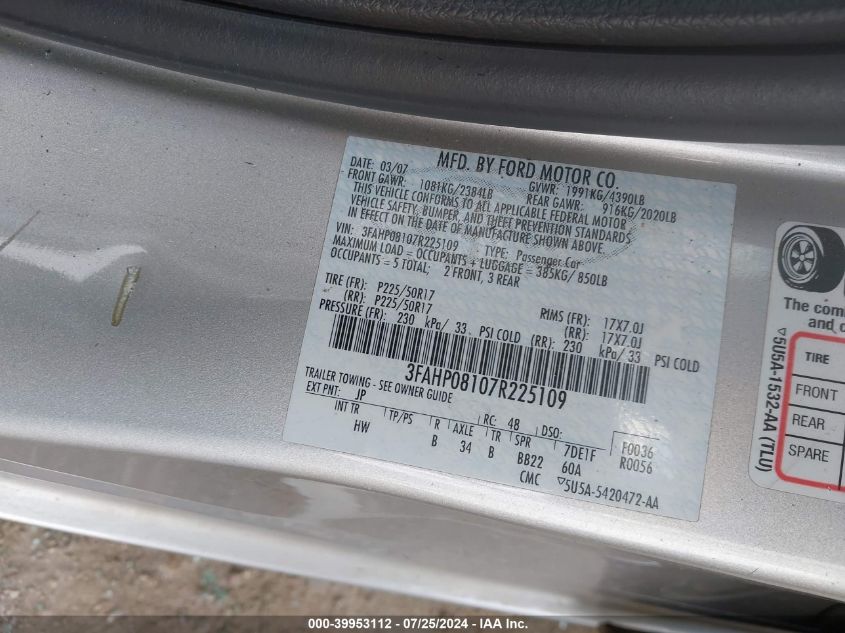 MFD. BY FORD MOTOR CO.
DATE: 03/07 GVWR: 1991KG/4390LB
FRONT GAWR: 1081KG/2384LB REAR GAWR: 916KG/2020LB
THIS VEHICLE CONFORMS TO ALL APPLICABLE FEDERAL MOTOR
VEHICLE SAFETY, BUMPER, AND THEFT PREVENTION STANDARDS
IN EFFECT ON THE DATE OF MANUFACTURE SHOWN ABOVE.
VIN: 3FAHP08107R225109 TYPE: Passenger Car
MAXIMUM LOAD = OCCUPANTS + LUGGAGE = 385KG/ 850LB
OCCUPANTS = 5 TOTAL; 2 FRONT, 3 REAR
TIRE (FR): P225/50R17 RIMS (FR): 17X7.0J
(RR): P225/50R17 (RR): 17X7.0J
PRESSURE (FR): 230 kPa/ 33 PSI COLD (RR): 230 kPa/33 PSI COLD
3FAHP08107R225109
TRAILER TOWING - SEE OWNER GUIDE
EXT PNT: JP RC: 48 DSO: F0036
INT TR TP/PS R AXLE TR SPR 7DETF R0056
HW B 34 B BB22 60A
CMC ▽5U5A-5420472-AA
The com
and
▽5U5A-1532-AA (TLU)
TIRE
FRONT
REAR
SPARE
000-39953112 - 07/25/2024 - IAAI Inc.